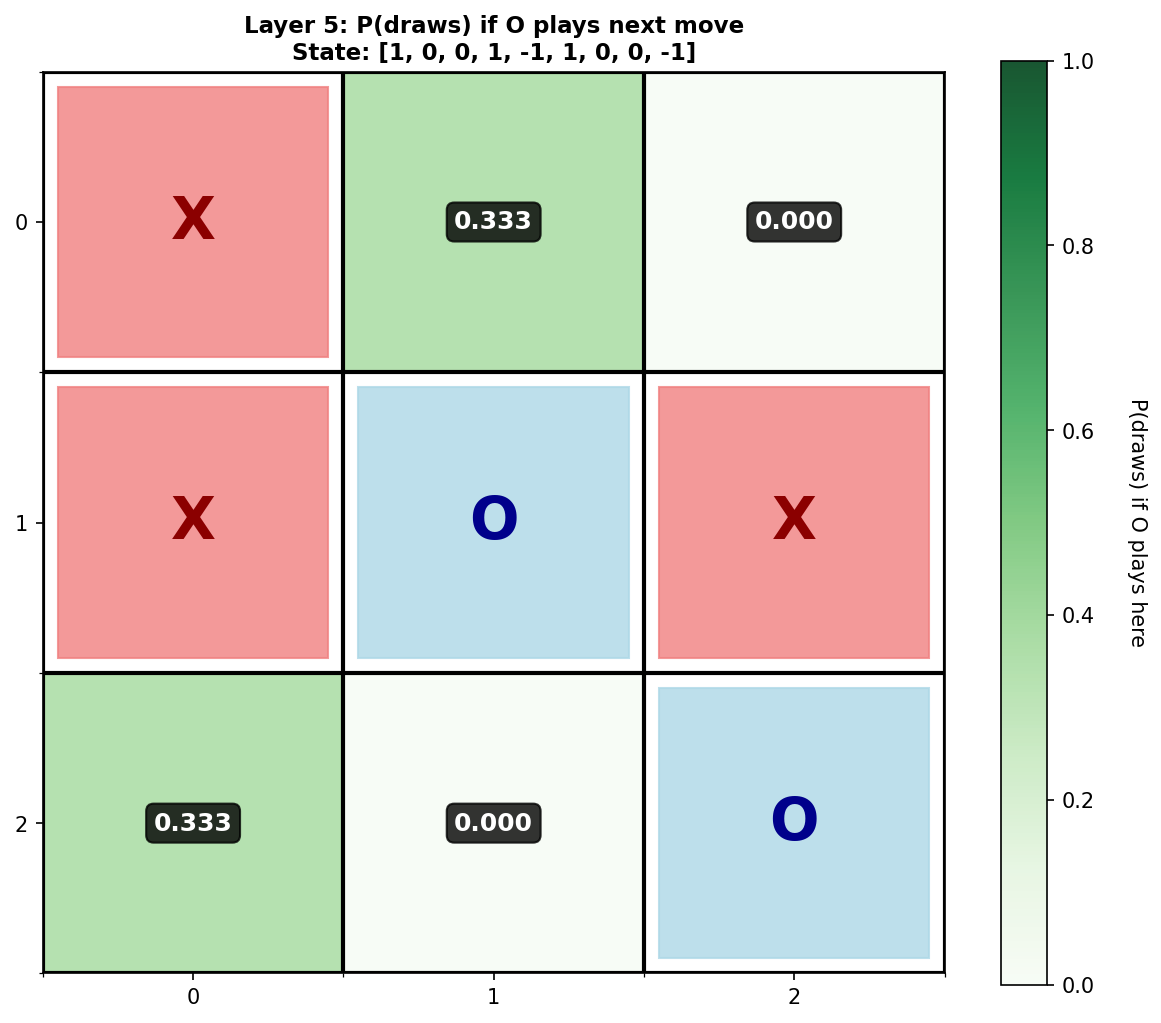 Layer 5: P(draws) if O plays next move
State: [1, 0, 0, 1, -1, 1, 0, 0, -1]
0
X
0.333
0.000
1
X
O
X
2
0.333
0.000
O
0
1
2
1.0
0.8
0.6
0.4
0.2
0.0
P(draws) if O plays here